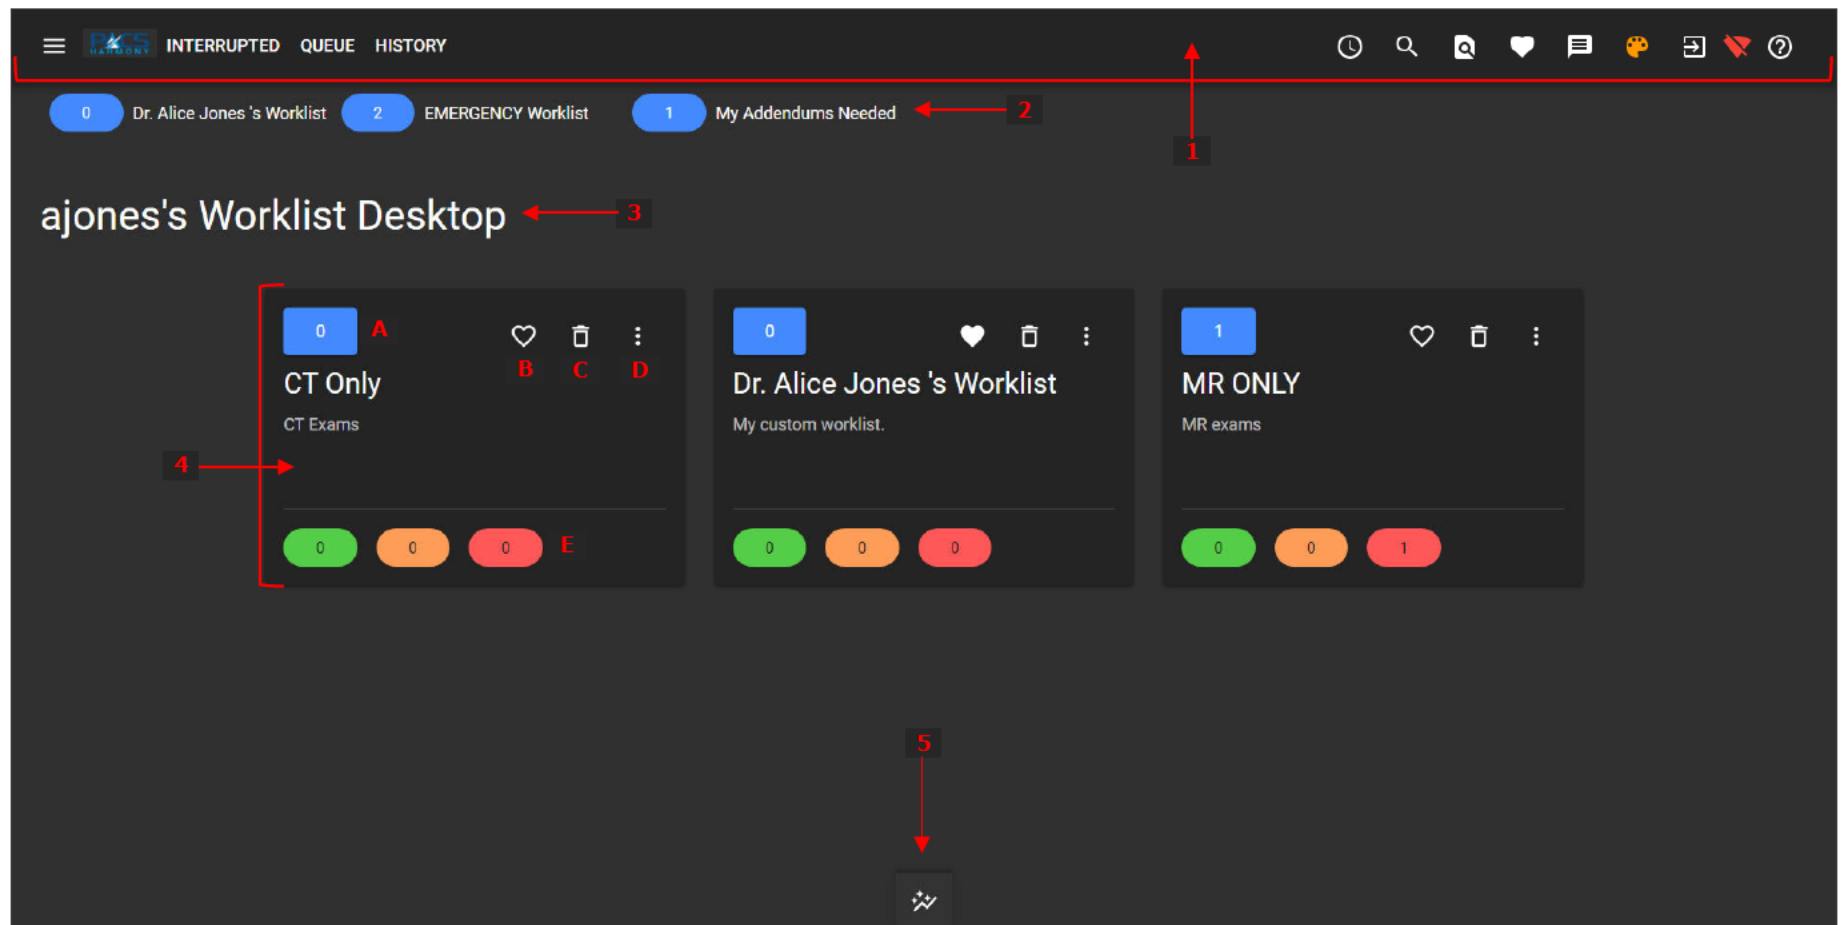 PACS HARMONY INTERRUPTED QUEUE HISTORY
0 Dr. Alice Jones 's Worklist 2 EMERGENCY Worklist 1 My Addendums Needed 2
1
ajones's Worklist Desktop 3
0 A
B C D
CT Only
CT Exams
4
0 0 0 E
0
Dr. Alice Jones 's Worklist
My custom worklist.
0 0 0
1
MR ONLY
MR exams
0 0 1
5